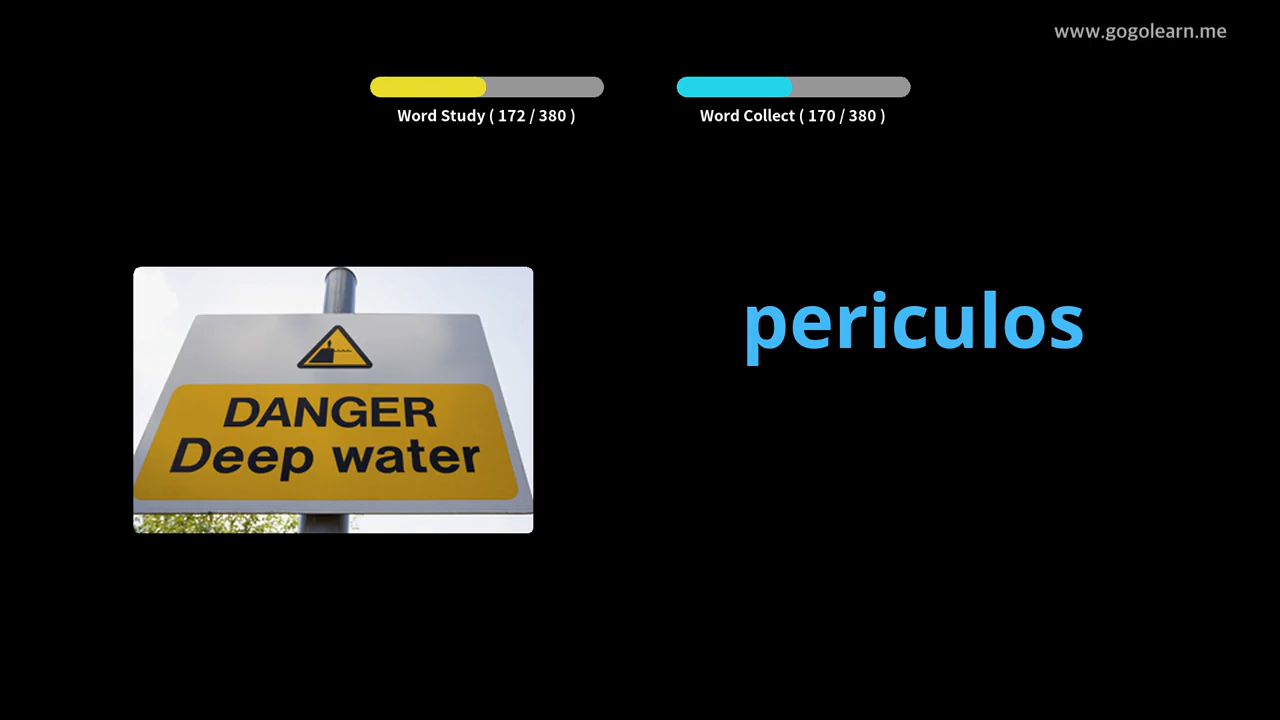 www.gogolearn.me
Word Study ( 172 / 380 )
Word Collect ( 170 / 380 )
periculos
DANGER
Deep water